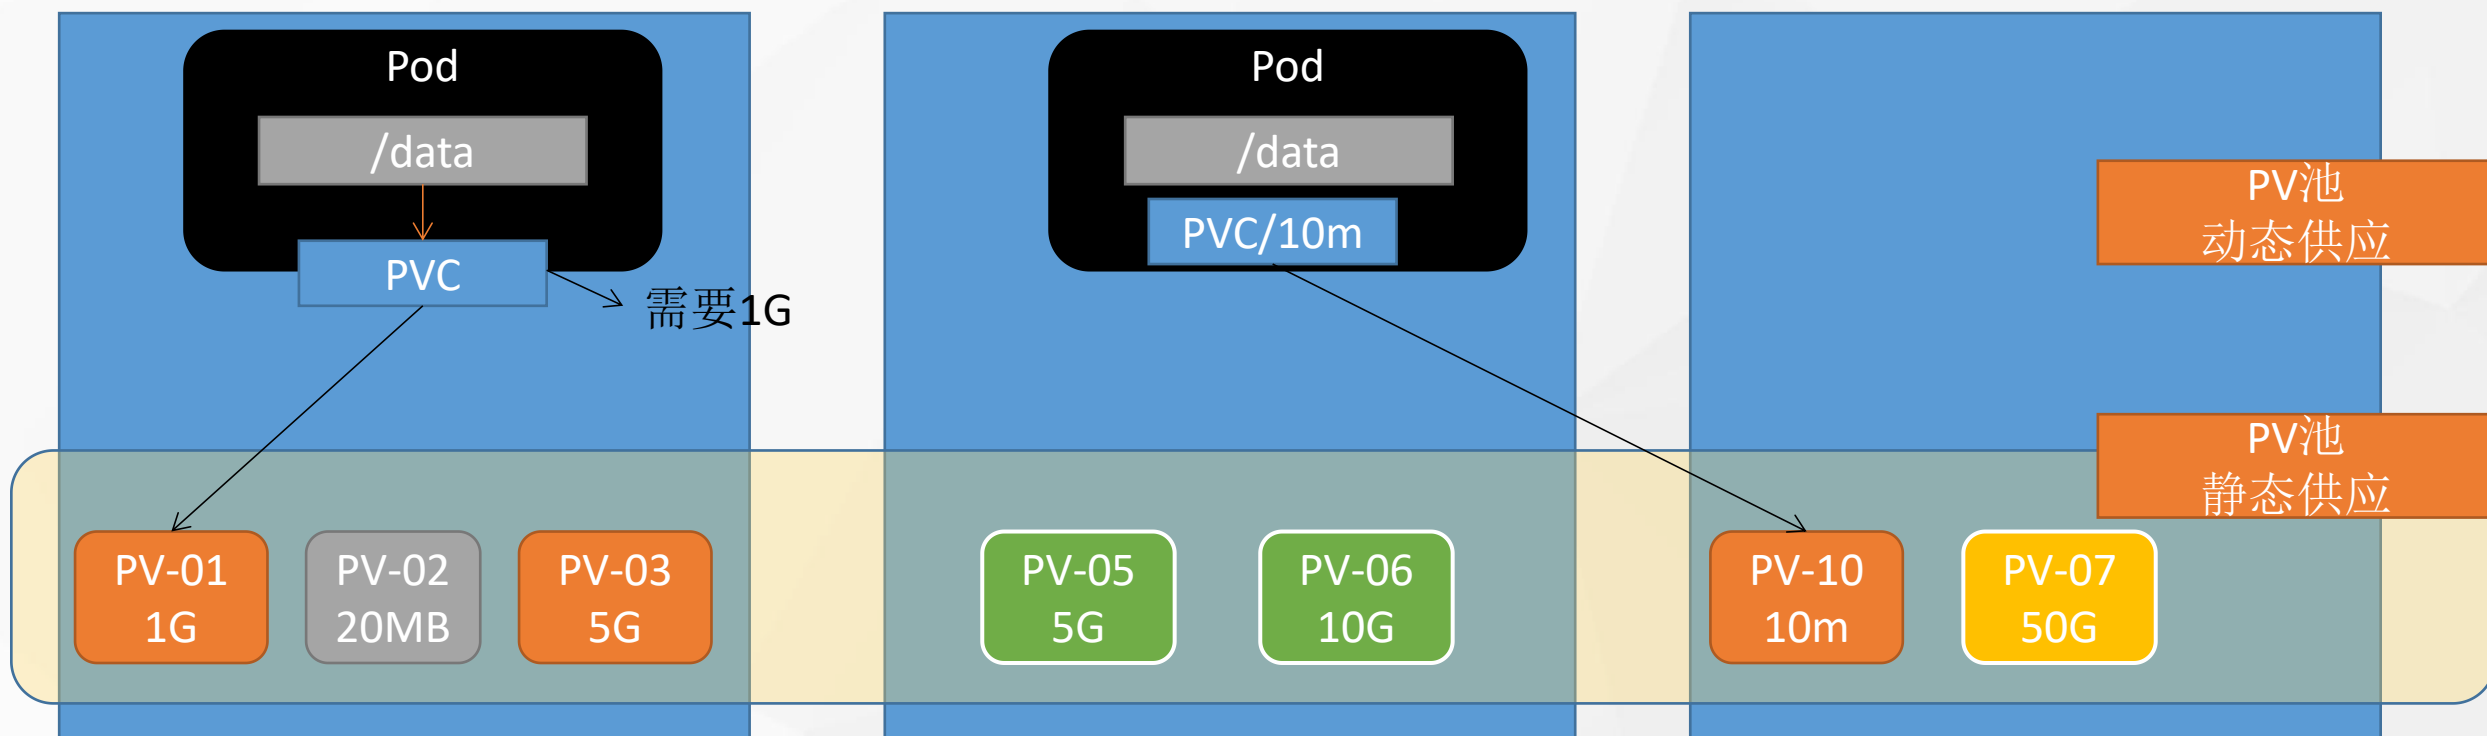 Pod
/data
PVC
需要1G
Pod
/data
PVC/10m
PV池
动态供应
PV池
静态供应
PV-01
1G
PV-02
20MB
PV-03
5G
PV-05
5G
PV-06
10G
PV-10
10m
PV-07
50G